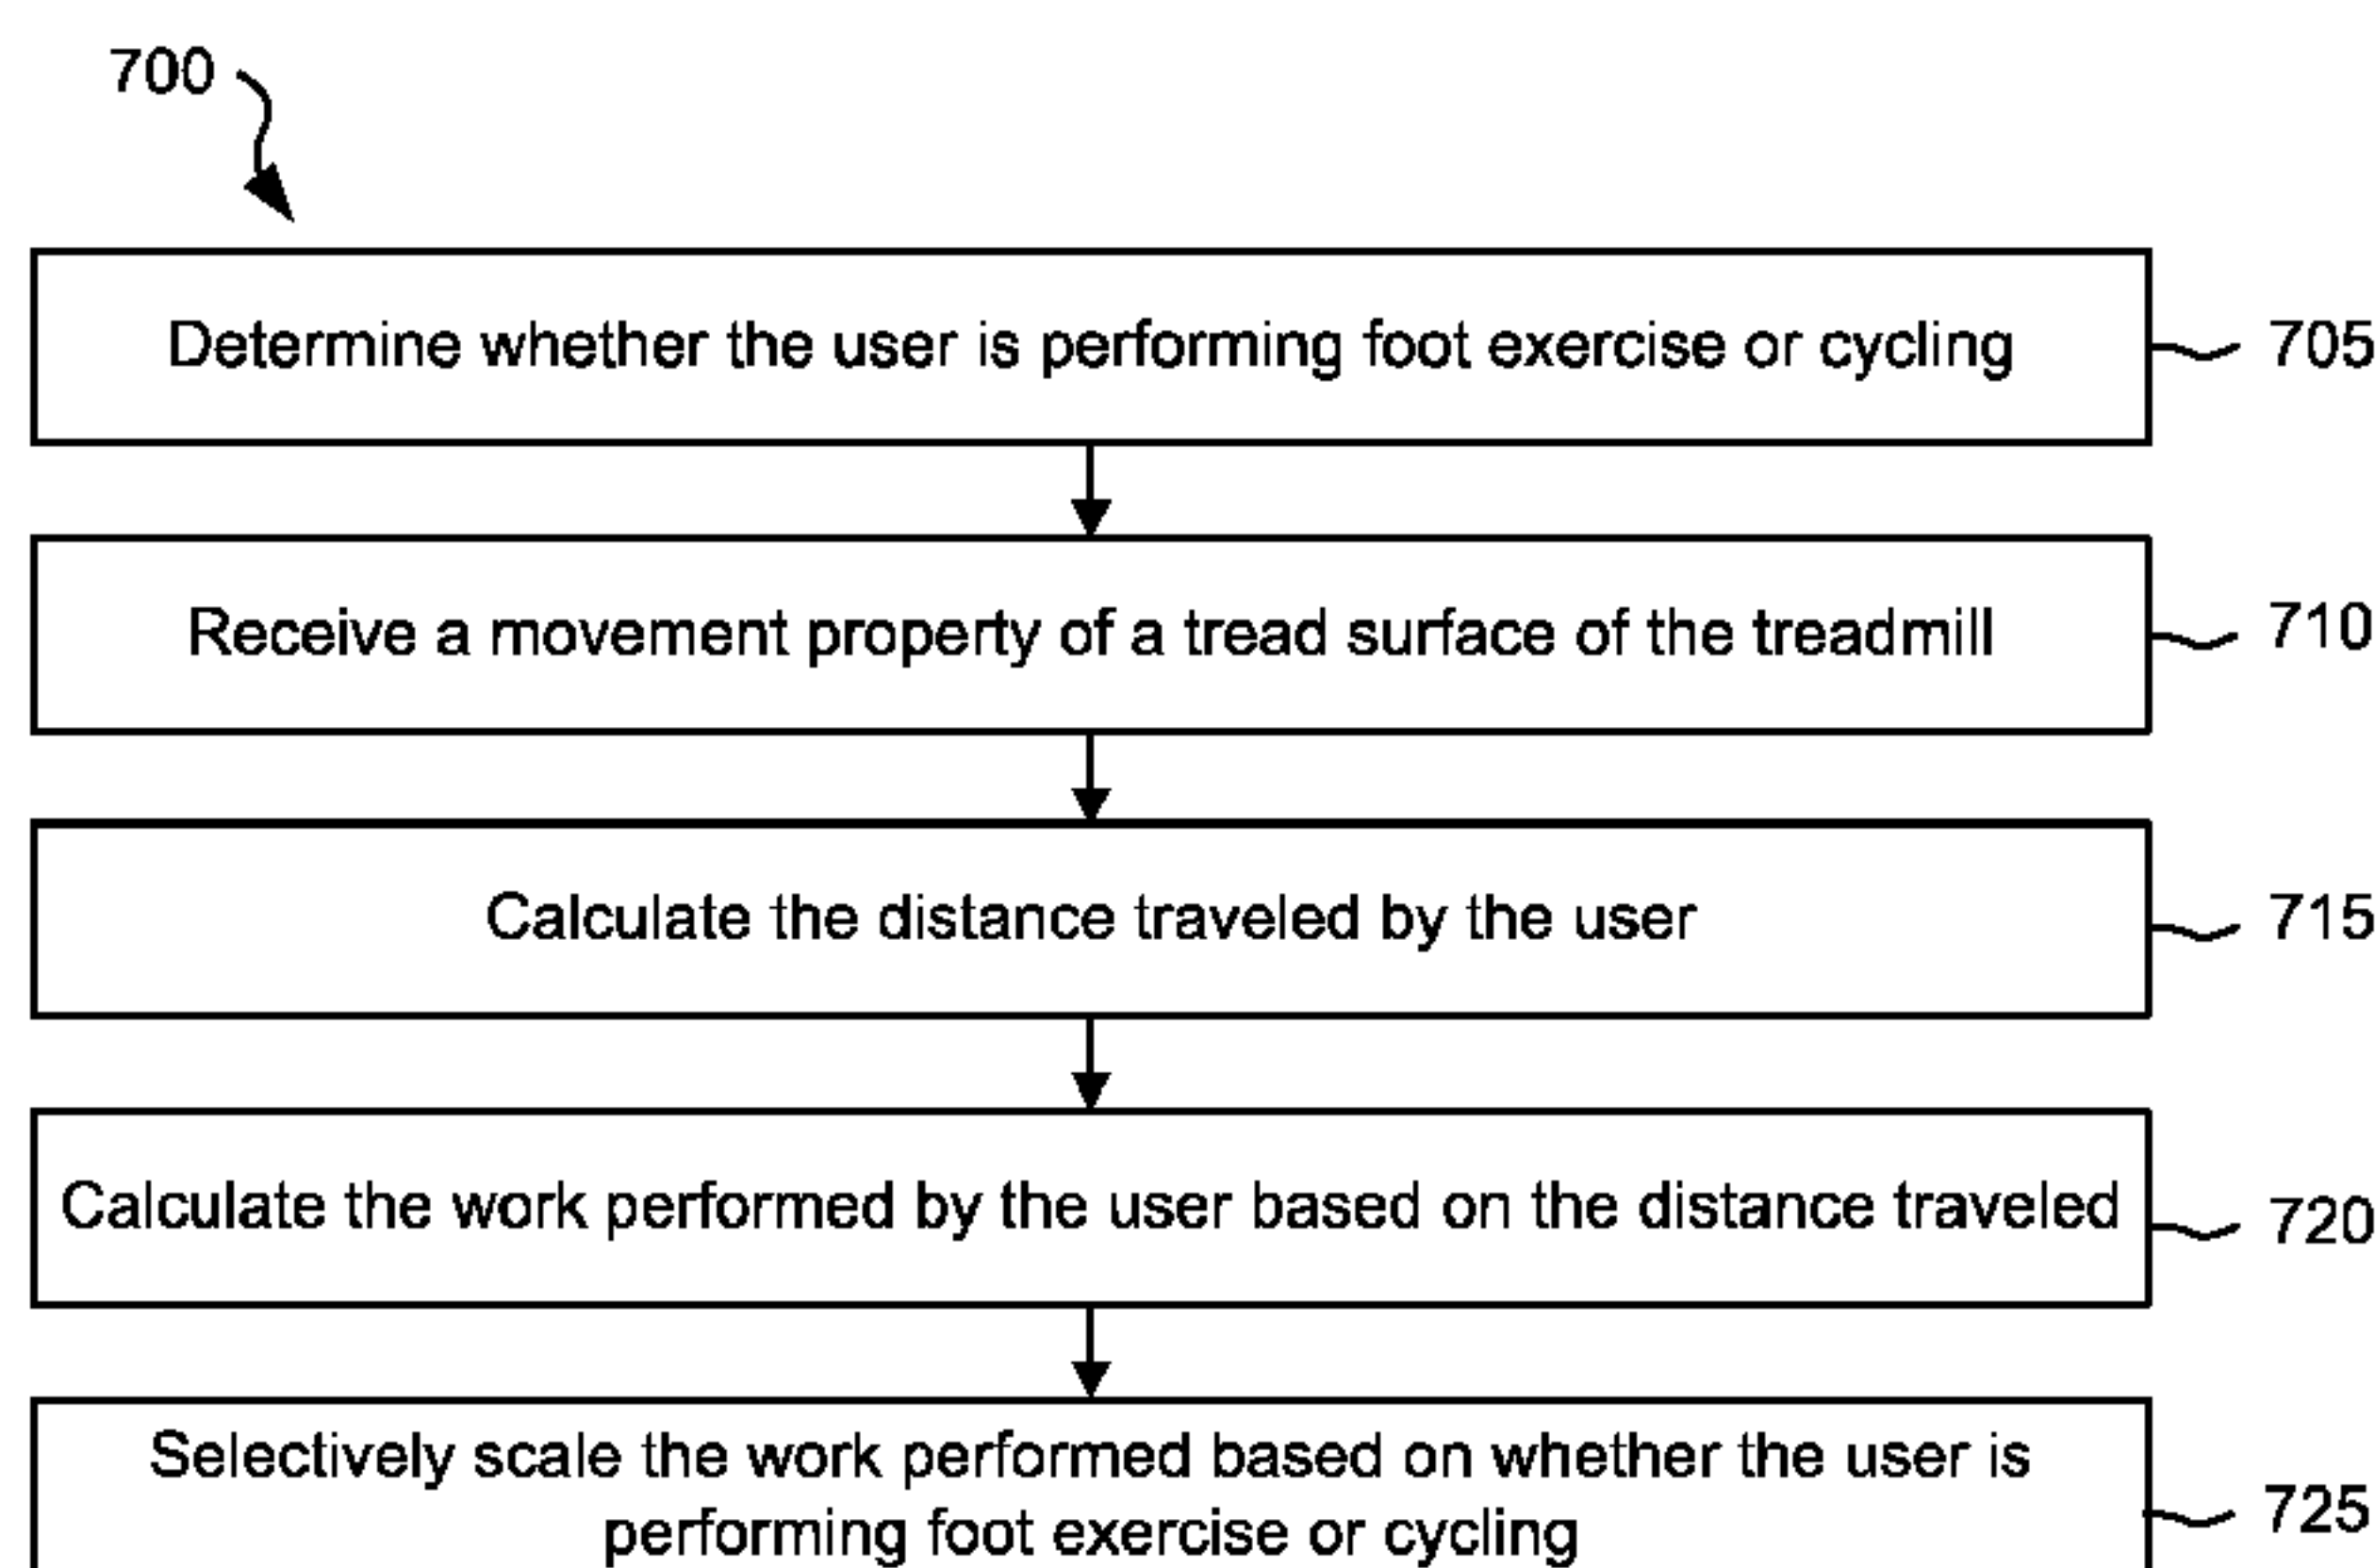 700
Determine whether the user is performing foot exercise or cycling
705
Receive a movement property of a tread surface of the treadmill
710
Calculate the distance traveled by the user
715
Calculate the work performed by the user based on the distance traveled
720
Selectively scale the work performed based on whether the user is
performing foot exercise or cycling
725